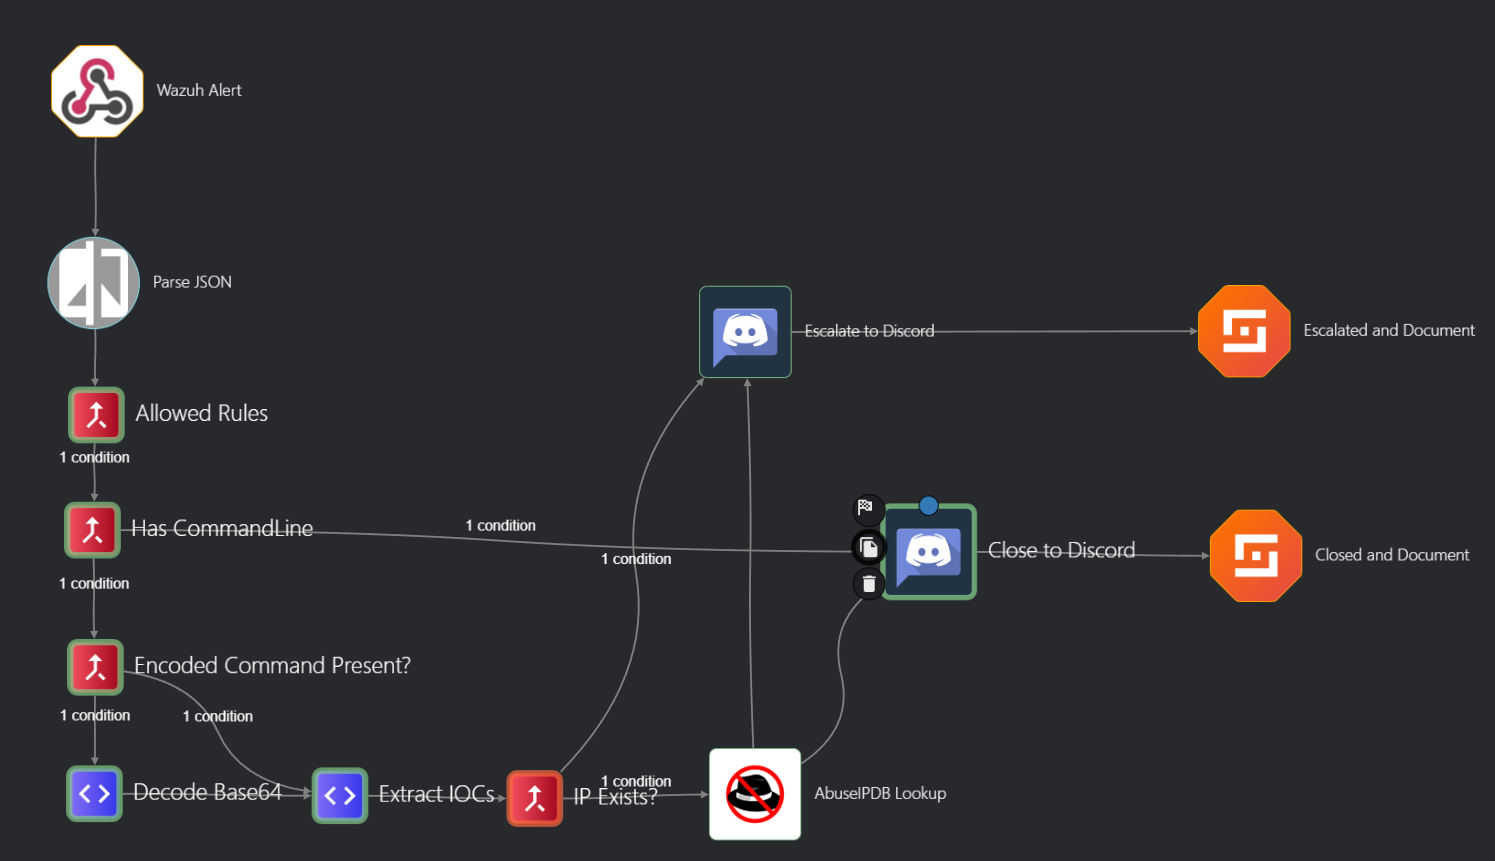 Wazuh Alert
Parse JSON
Escalate to Discord
Escalated and Document
Allowed Rules
1 condition
Has CommandLine
1 condition
1 condition
Close to Discord
Closed and Document
1 condition
Encoded Command Present?
1 condition
1 condition
Decode Base64
Extract IOCs
1 condition
IP Exists?
AbuseIPDB Lookup